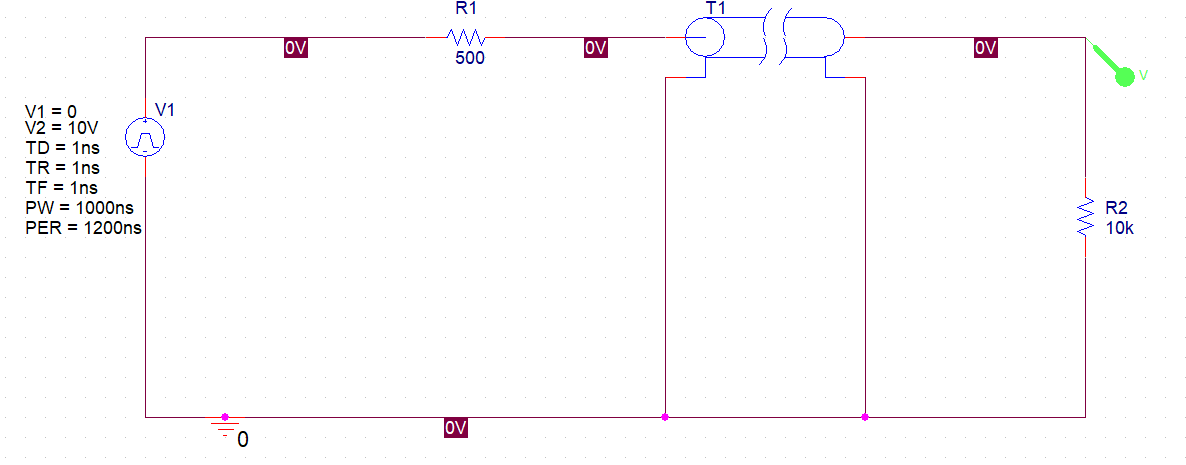 R1
T1
0V
0V
0V
500
V
V1
V1 = 0
V2 = 10V
TD = 1ns
TR = 1ns
TF = 1ns
PW = 1000ns
PER = 1200ns
R2
10k
0V
0